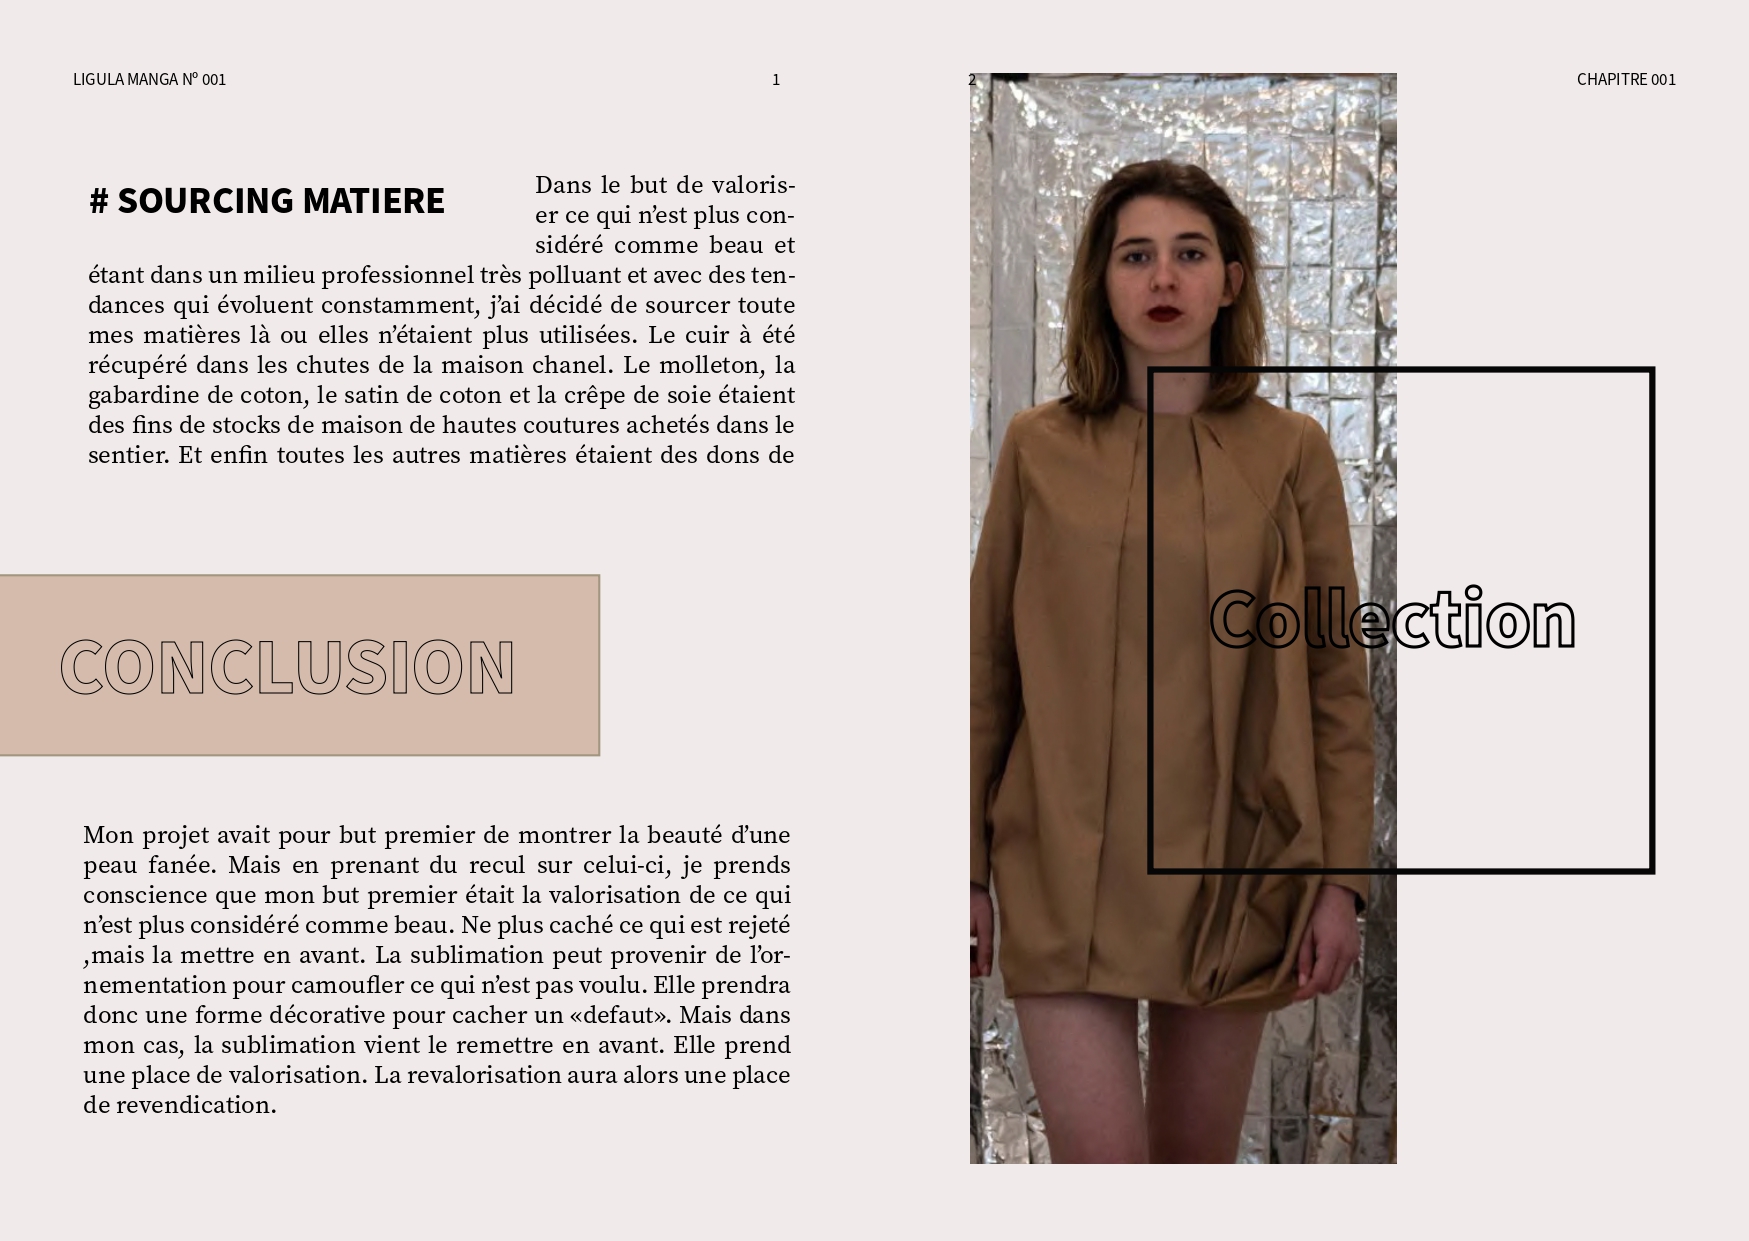 LIGULA MANGA Nº 001
1
# SOURCING MATIERE
Dans le but de valoris-
er ce qui n’est plus con-
sidéré comme beau et
étant dans un milieu professionnel très polluant et avec des ten-
dances qui évoluent constamment, j’ai décidé de sourcer toute
mes matières là ou elles n’étaient plus utilisées. Le cuir à été
récupéré dans les chutes de la maison chanel. Le molleton, la
gabardine de coton, le satin de coton et la crêpe de soie étaient
des fins de stocks de maison de hautes coutures achetés dans le
sentier. Et enfin toutes les autres matières étaient des dons de
CONCLUSION
Mon projet avait pour but premier de montrer la beauté d’une
peau fanée. Mais en prenant du recul sur celui-ci, je prends
conscience que mon but premier était la valorisation de ce qui
n’est plus considéré comme beau. Ne plus caché ce qui est rejeté
,mais la mettre en avant. La sublimation peut provenir de l’or-
nementation pour camoufler ce qui n’est pas voulu. Elle prendra
donc une forme décorative pour cacher un «defaut». Mais dans
mon cas, la sublimation vient le remettre en avant. Elle prend
une place de valorisation. La revalorisation aura alors une place
de revendication.
2
CHAPITRE 001
Collection